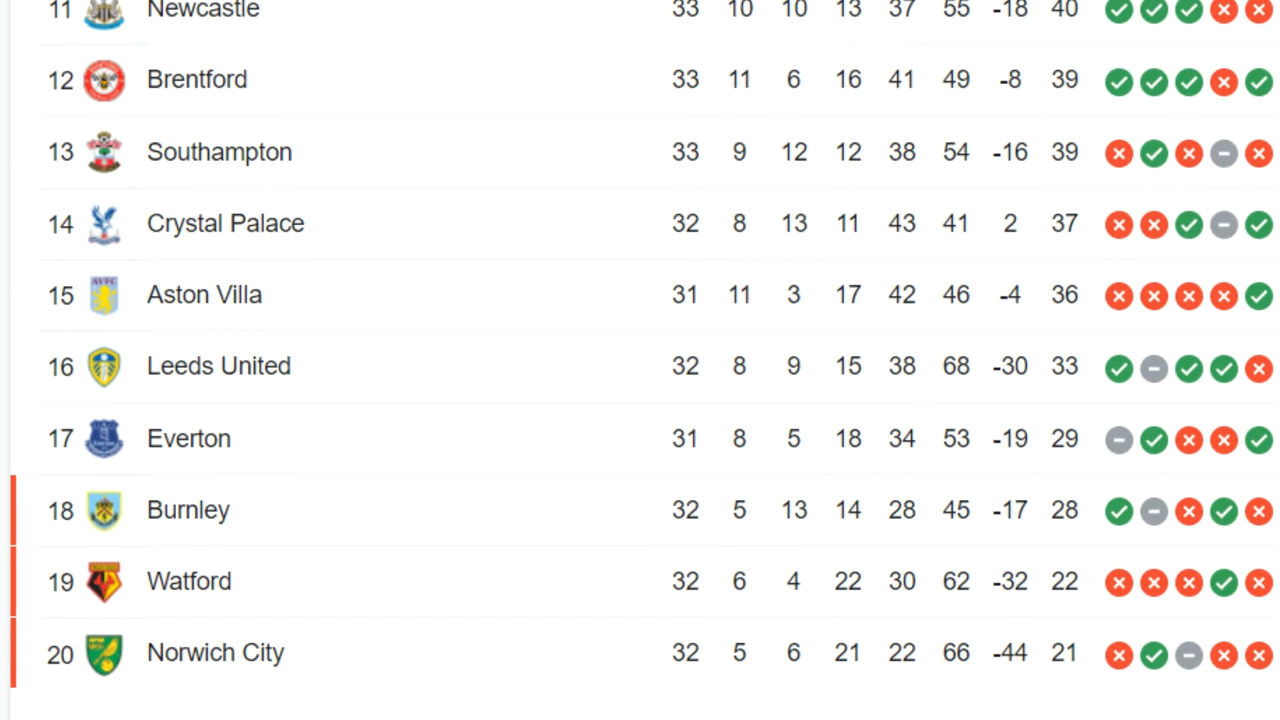 11 Newcastle 33 10 10 13 37 55 -18 40
12 Brentford 33 11 6 16 41 49 -8 39
13 Southampton 33 9 12 12 38 54 -16 39
14 Crystal Palace 32 8 13 11 43 41 2 37
15 Aston Villa 31 11 3 17 42 46 -4 36
16 Leeds United 32 8 9 15 38 68 -30 33
17 Everton 31 8 5 18 34 53 -19 29
18 Burnley 32 5 13 14 28 45 -17 28
19 Watford 32 6 4 22 30 62 -32 22
20 Norwich City 32 5 6 21 22 66 -44 21